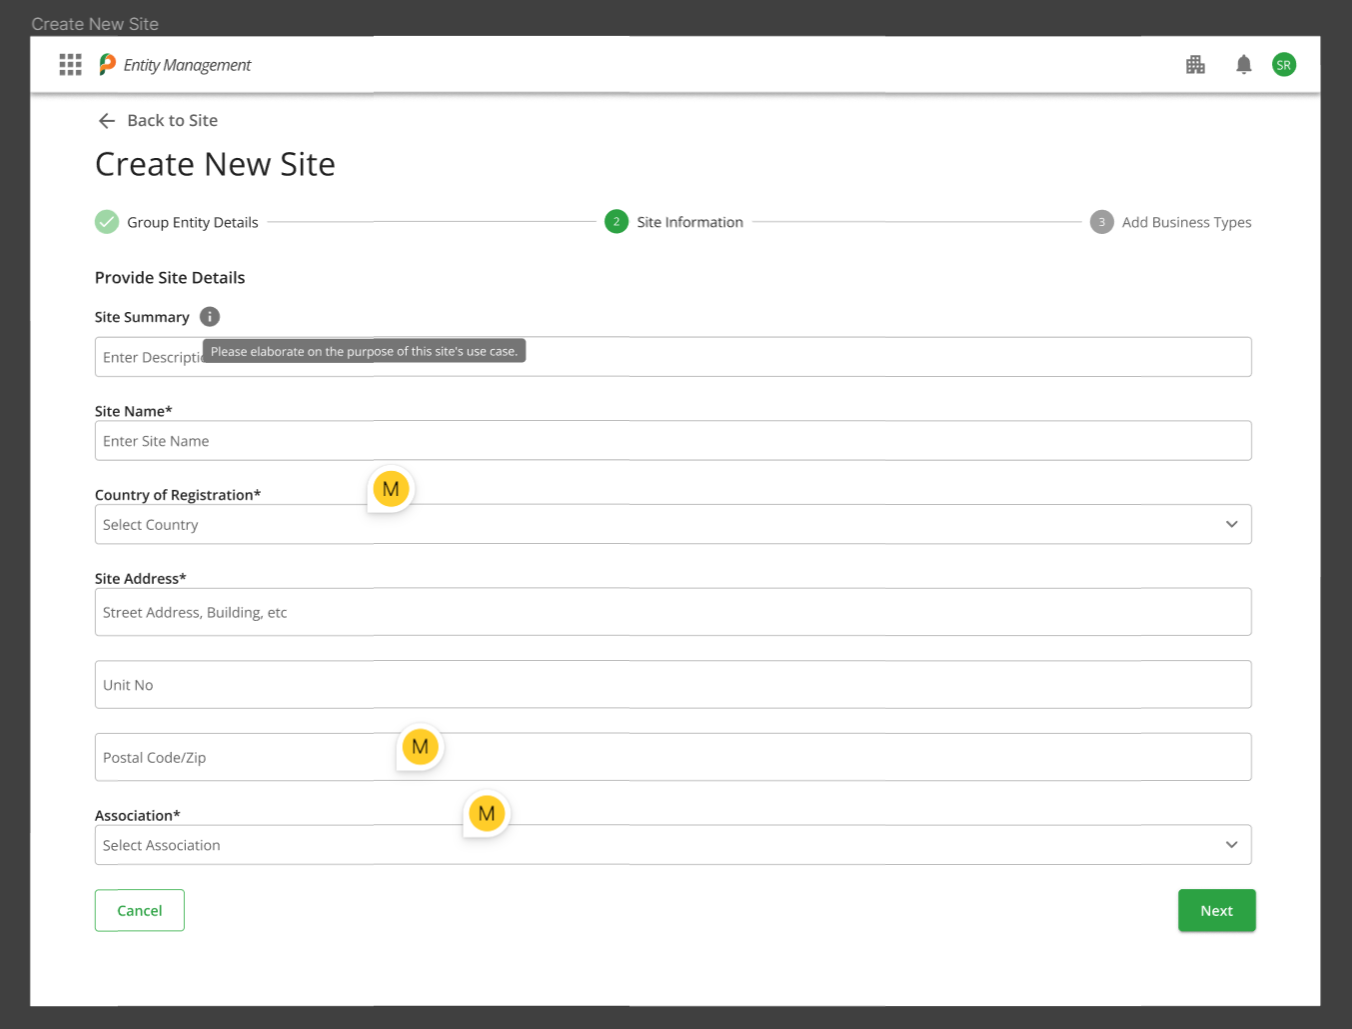 Create New Site
Entity Management
SR
Back to Site
Create New Site
Group Entity Details
2 Site Information
3 Add Business Types
Provide Site Details
Site Summary i
Enter Descripti
Please elaborate on the purpose of this site's use case.
Site Name*
Enter Site Name
M
Country of Registration*
Select Country
Site Address*
Street Address, Building, etc
Unit No
M
Postal Code/Zip
M
Association*
Select Association
Cancel
Next